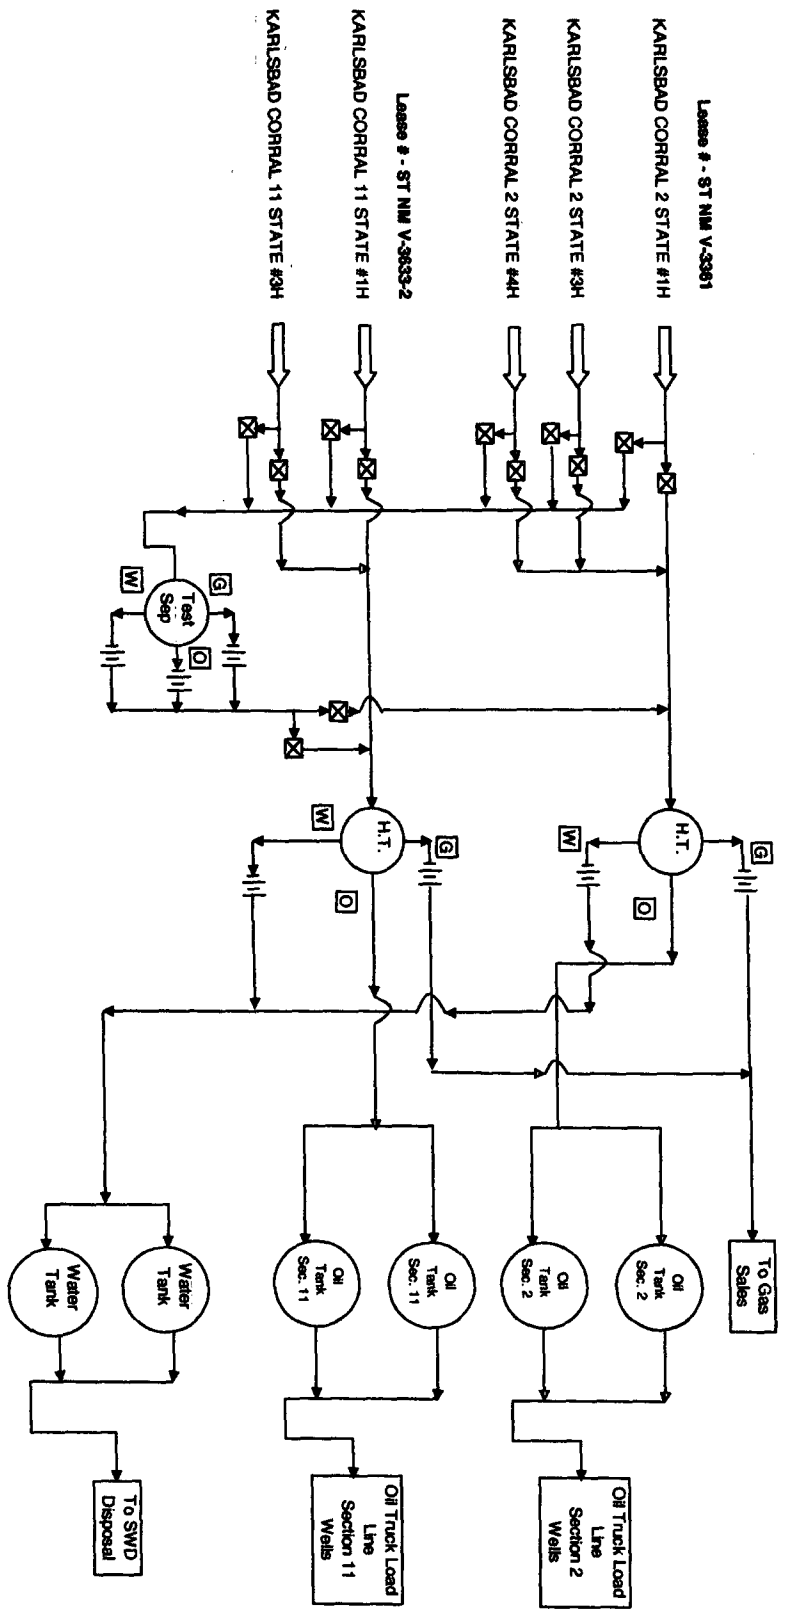 Lease # - ST NM V-3361
KARLSBAD CORRAL 2 STATE #1H
KARLSBAD CORRAL 2 STATE #3H
KARLSBAD CORRAL 2 STATE #4H
Lease # - ST NM V-3633-2
KARLSBAD CORRAL 11 STATE #1H
KARLSBAD CORRAL 11 STATE #3H
G
Test
Sep
W
O
G
H.T.
W
O
G
H.T.
W
O
To Gas
Sales
Oil
Tank
Sec. 2
Oil
Tank
Sec. 2
Oil
Tank
Sec. 11
Oil
Tank
Sec. 11
Water
Tank
Water
Tank
Oil Truck Load
Line
Section 2
Wells
Oil Truck Load
Line
Section 11
Wells
To SWD
Disposal